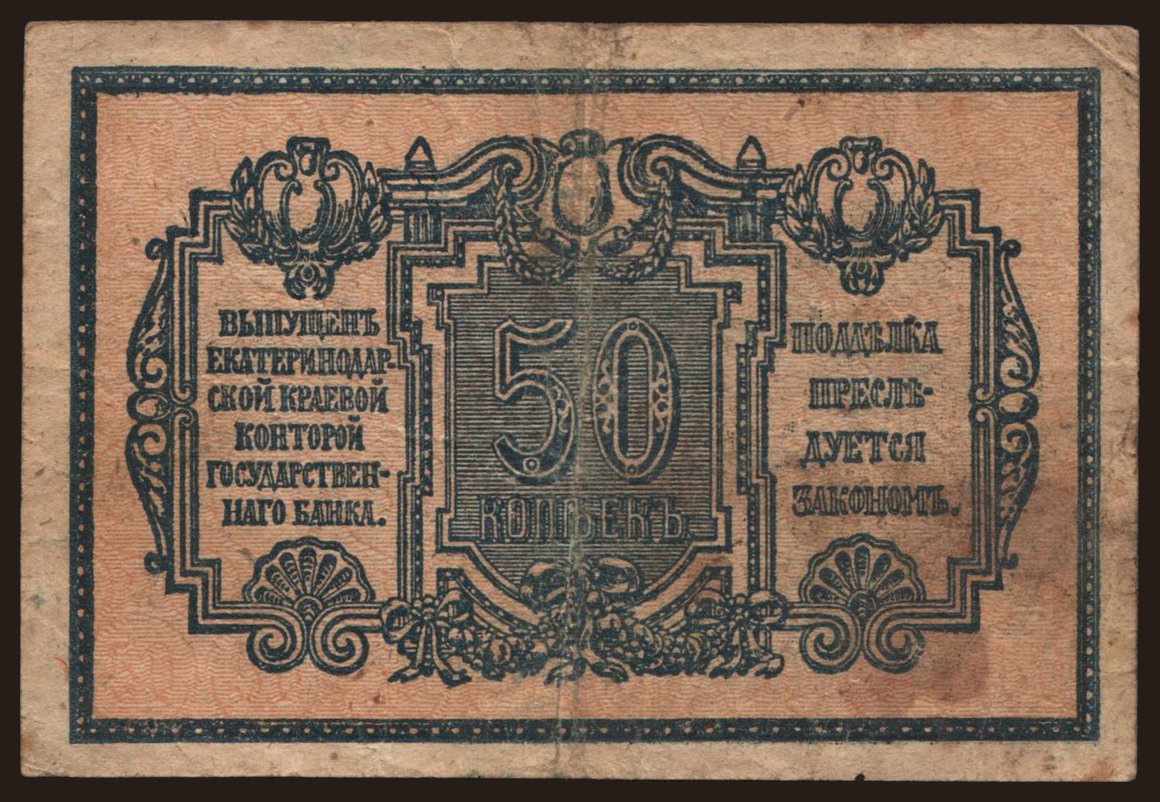 ВЫПУЩЕНЪ
ЕКАТЕРИНОДАР-
СКОЙ КРАЕВОЙ
КОНТОРОЙ
ГОСУДАРСТВЕН-
НАГО БАНКА.
50
КОПѢЕКЪ
ПОДДѢЛКА
ПРЕСЛѢ-
ДУЕТСЯ
ЗАКОНОМЪ.